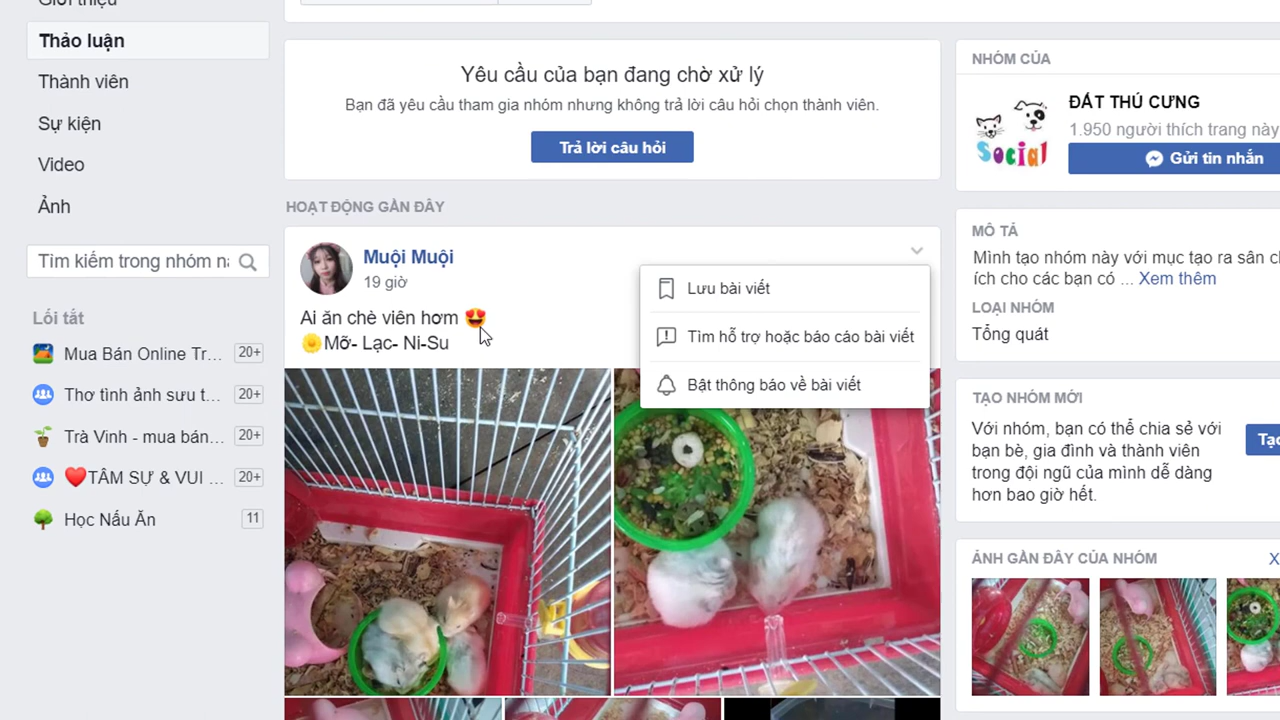 Giới thiệu
Thảo luận
Thành viên
Sự kiện
Video
Ảnh
Tìm kiếm trong nhóm
Lối tắt
Mua Bán Online Tr... 20+
Thơ tình ảnh sưu t... 20+
Trà Vinh - mua bán... 20+
❤️TÂM SỰ & VUI ... 20+
Học Nấu Ăn 11
Yêu cầu của bạn đang chờ xử lý
Bạn đã yêu cầu tham gia nhóm nhưng không trả lời câu hỏi chọn thành viên.
Trả lời câu hỏi
HOẠT ĐỘNG GẦN ĐÂY
Muội Muội
19 giờ
Ai ăn chè viên hơm 😍
🌼Mỡ- Lạc- Ni-Su
Lưu bài viết
Tìm hỗ trợ hoặc báo cáo bài viết
Bật thông báo về bài viết
NHÓM CỦA
Social
ĐẤT THÚ CƯNG
1.950 người thích trang này
Gửi tin nhắn
MÔ TẢ
Mình tạo nhóm này với mục tạo ra sân
ích cho các bạn có ... Xem thêm
LOẠI NHÓM
Tổng quát
TẠO NHÓM MỚI
Với nhóm, bạn có thể chia sẻ với
bạn bè, gia đình và thành viên
trong đội ngũ của mình dễ dàng
hơn bao giờ hết.
ẢNH GẦN ĐÂY CỦA NHÓM